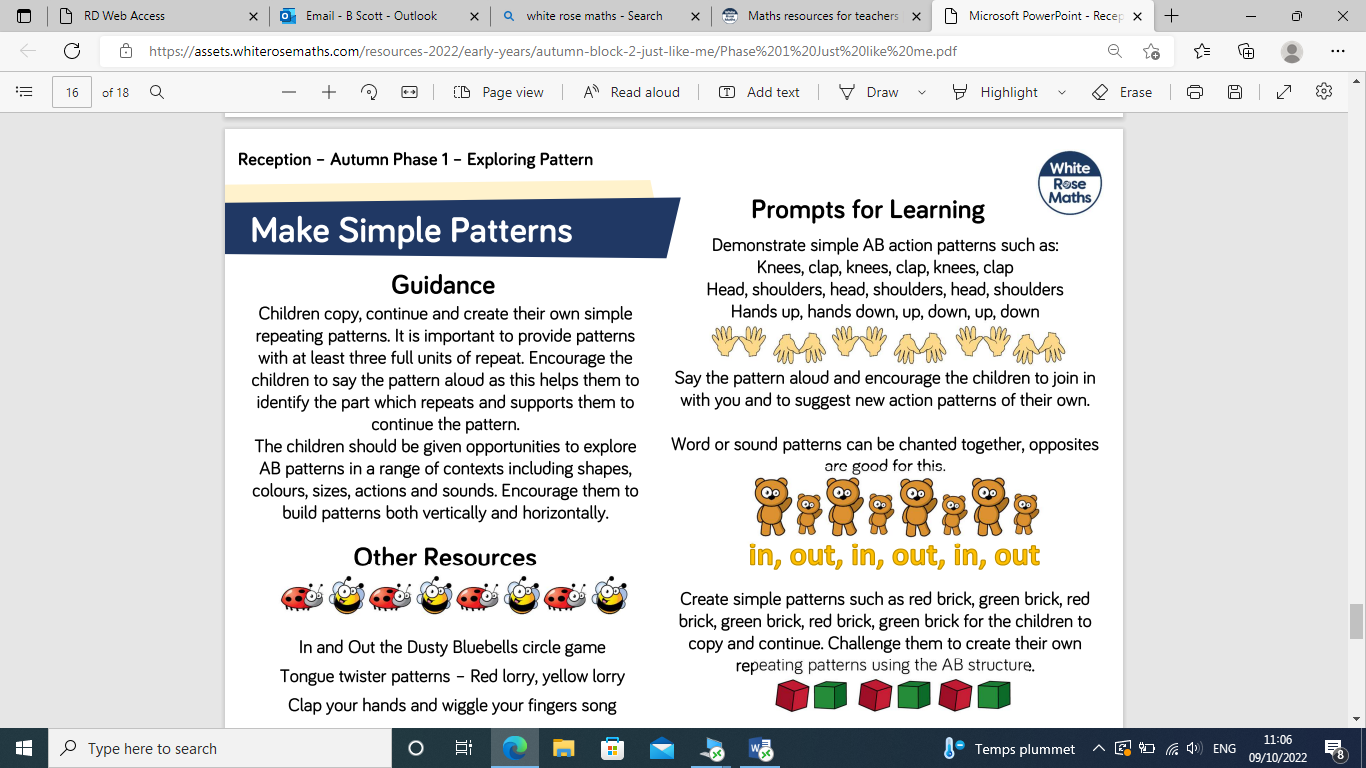 RD Web Access
Email - B Scott - Outlook
white rose maths - Search
Maths resources for teachers
Microsoft PowerPoint - Recep
https://assets.whiterosemaths.com/resources-2022/early-years/autumn-block-2-just-like-me/Phase%201%20Just%20like%20me.pdf
16 of 18
Page view
Read aloud
Add text
Draw
Highlight
Erase
Reception – Autumn Phase 1 – Exploring Pattern
White
Rose
Maths
Make Simple Patterns
Guidance
Children copy, continue and create their own simple
repeating patterns. It is important to provide patterns
with at least three full units of repeat. Encourage the
children to say the pattern aloud as this helps them to
identify the part which repeats and supports them to
continue the pattern.
The children should be given opportunities to explore
AB patterns in a range of contexts including shapes,
colours, sizes, actions and sounds. Encourage them to
build patterns both vertically and horizontally.
Other Resources
In and Out the Dusty Bluebells circle game
Tongue twister patterns – Red lorry, yellow lorry
Clap your hands and wiggle your fingers song
Prompts for Learning
Demonstrate simple AB action patterns such as:
Knees, clap, knees, clap, knees, clap
Head, shoulders, head, shoulders, head, shoulders
Hands up, hands down, up, down, up, down
Say the pattern aloud and encourage the children to join in
with you and to suggest new action patterns of their own.
Word or sound patterns can be chanted together, opposites
are good for this.
in, out, in, out, in, out
Create simple patterns such as red brick, green brick, red
brick, green brick, red brick, green brick for the children to
copy and continue. Challenge them to create their own
repeating patterns using the AB structure.
Type here to search
Temps plummet
ENG
11:06
09/10/2022
8